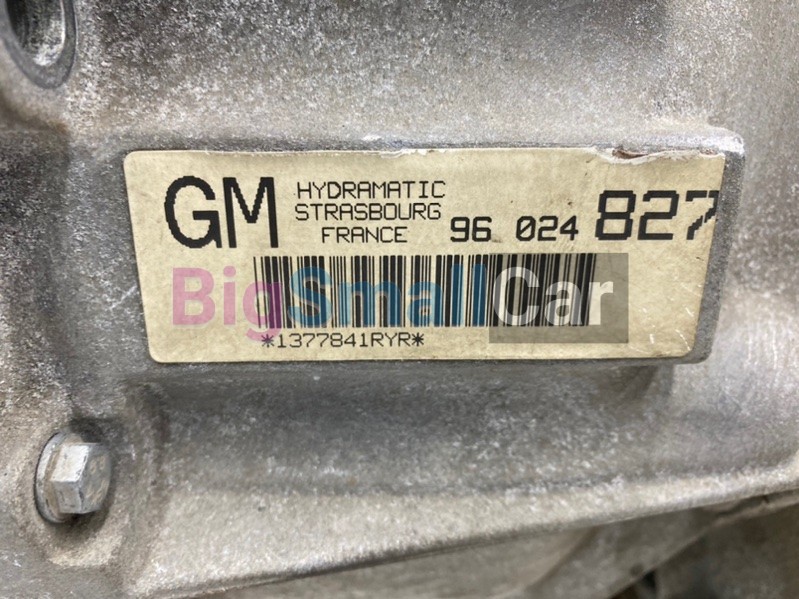 GM HYDRAMATIC
STRASBOURG
FRANCE 96 024 827
BigSmallCar
*1377841RYR*